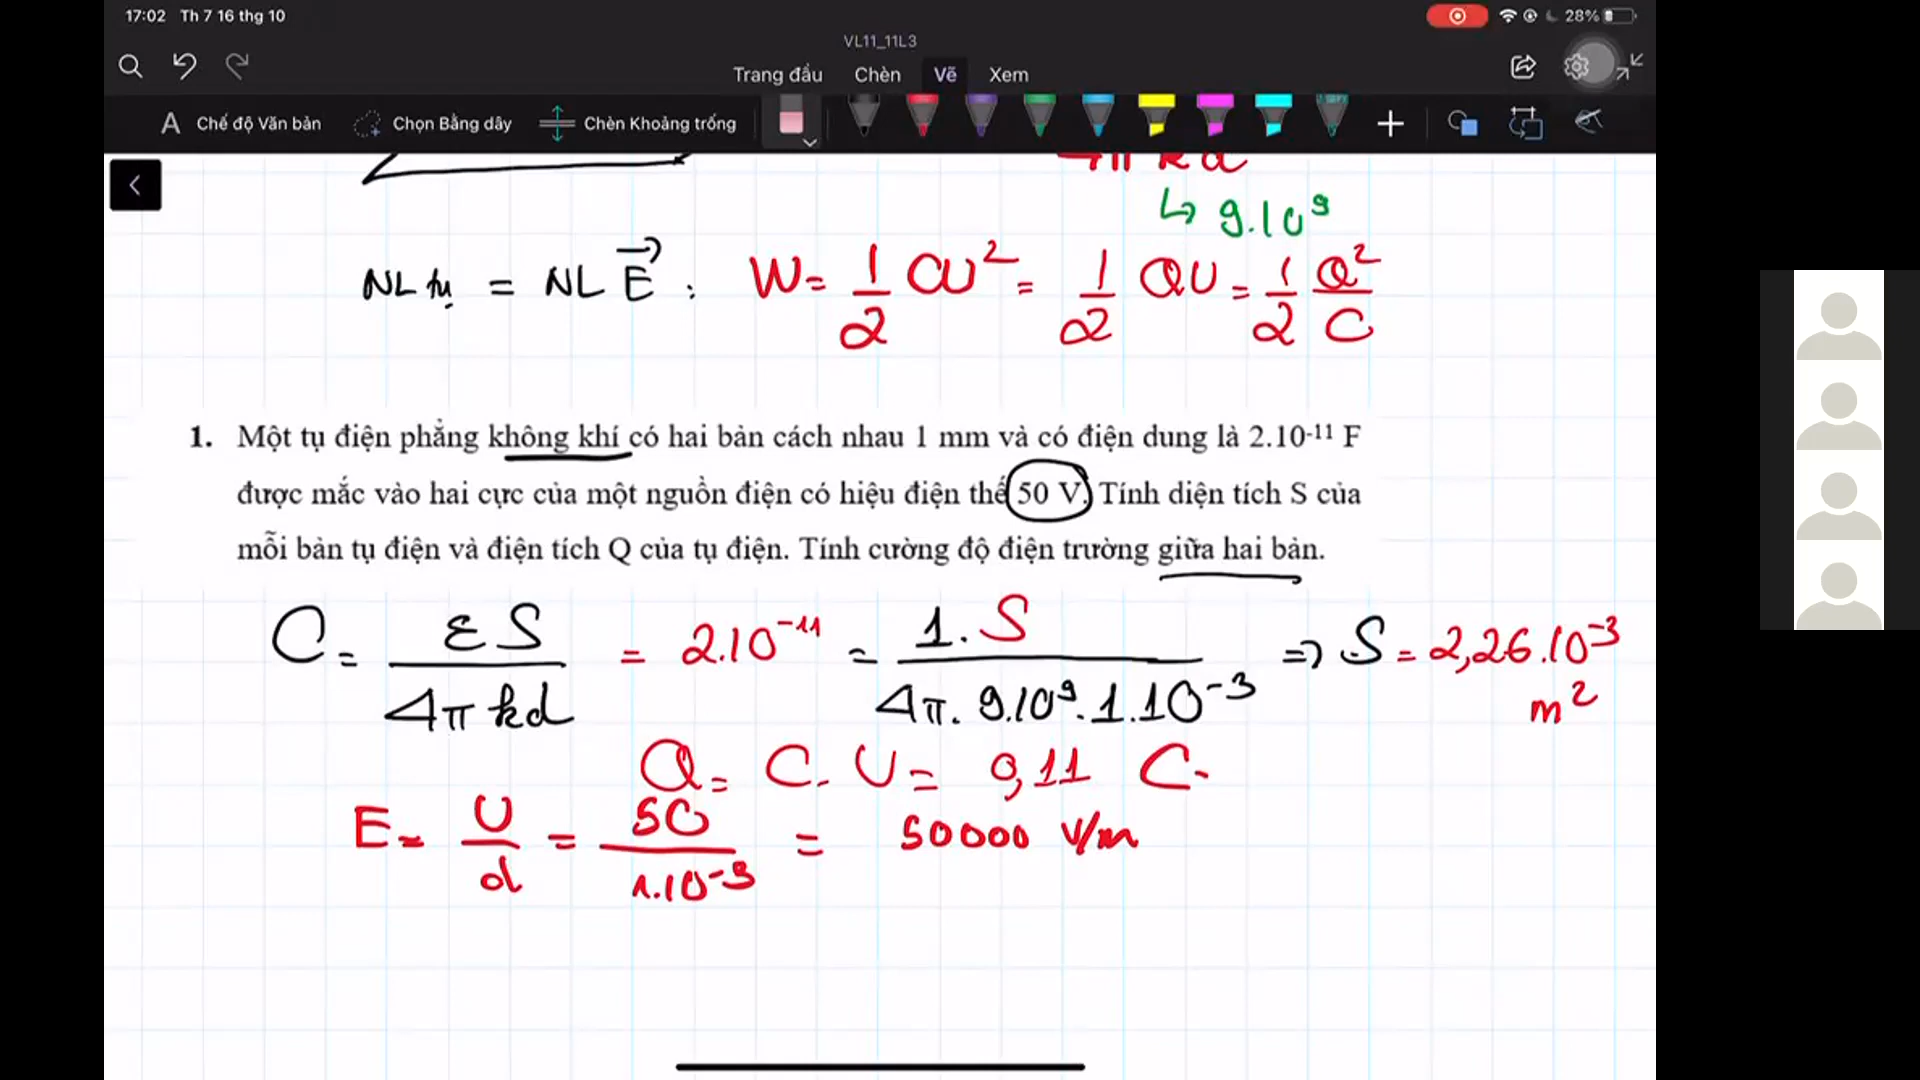 17:02 Th 7 16 thg 10
28%
VL11_11L3
Trang đầu Chèn Vẽ Xem
A Chế độ Văn bản Chọn Bằng dây Chèn Khoảng trống
4π k d
↳ 9.10⁹
NL tụ = NL E⃗ : W = 1/2 CU² = 1/2 QU = 1/2 Q²/C
1. Một tụ điện phẳng không khí có hai bản cách nhau 1 mm và có điện dung là 2.10⁻¹¹ F
được mắc vào hai cực của một nguồn điện có hiệu điện thế 50 V. Tính diện tích S của
mỗi bản tụ điện và điện tích Q của tụ điện. Tính cường độ điện trường giữa hai bản.
C = εS/4πkd = 2.10⁻¹¹ = 1.S/4π.9.10⁹.1.10⁻³ => S = 2,26.10⁻³ m²
Q = C.U = 0,11 C.
E = U/d = 50/1.10⁻³ = 50000 V/m